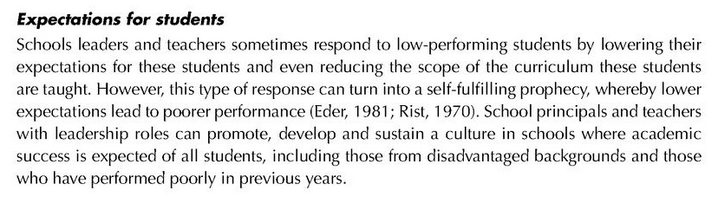 Expectations for students
Schools leaders and teachers sometimes respond to low-performing students by lowering their
expectations for these students and even reducing the scope of the curriculum these students
are taught. However, this type of response can turn into a self-fulfilling prophecy, whereby lower
expectations lead to poorer performance (Eder, 1981; Rist, 1970). School principals and teachers
with leadership roles can promote, develop and sustain a culture in schools where academic
success is expected of all students, including those from disadvantaged backgrounds and those
who have performed poorly in previous years.